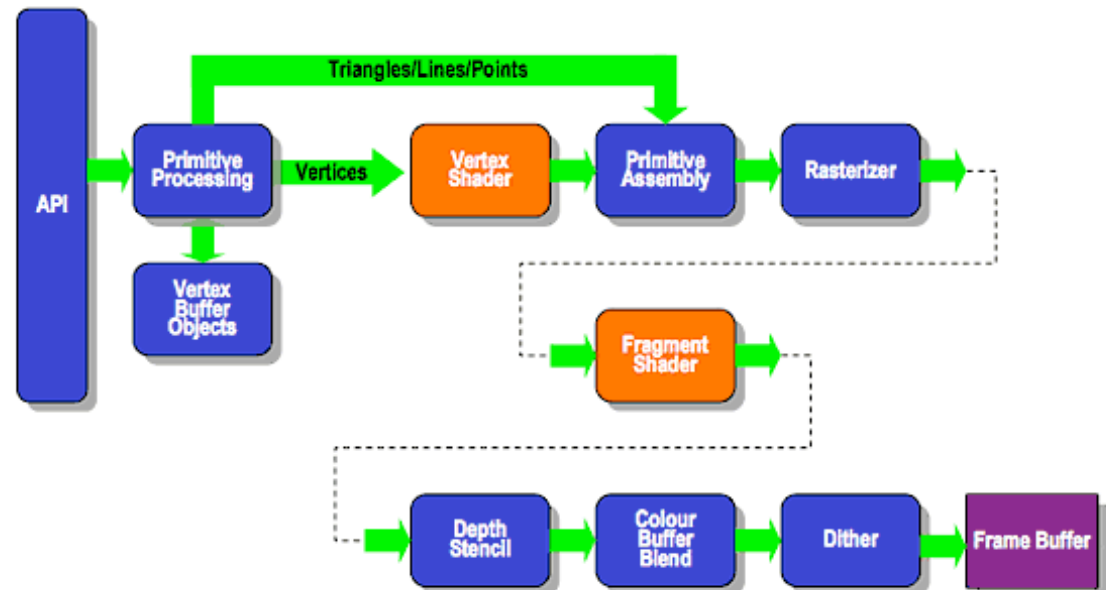 Triangles/Lines/Points
API
Primitive
Processing
Vertices
Vertex
Shader
Primitive
Assembly
Rasterizer
Vertex
Buffer
Objects
Fragment
Shader
Depth
Stencil
Colour
Buffer
Blend
Dither
Frame Buffer